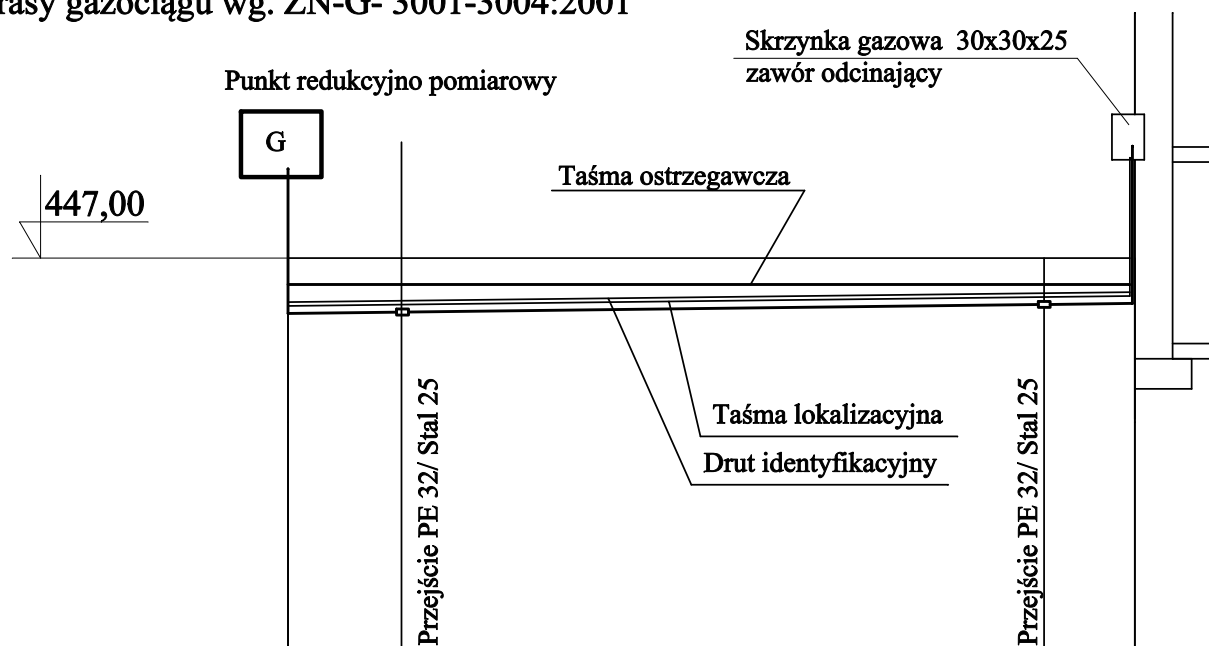 rasy gazociągu wg. ZN-G- 3001-3004:2001
Skrzynka gazowa 30x30x25
zawór odcinający
Punkt redukcyjno pomiarowy
G
Taśma ostrzegawcza
447,00
Taśma lokalizacyjna
Drut identyfikacyjny
Przejście PE 32/ Stal 25
Przejście PE 32/ Stal 25